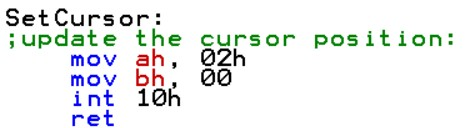 SetCursor:
;update the cursor position:
mov ah, 02h
mov bh, 00
int 10h
ret